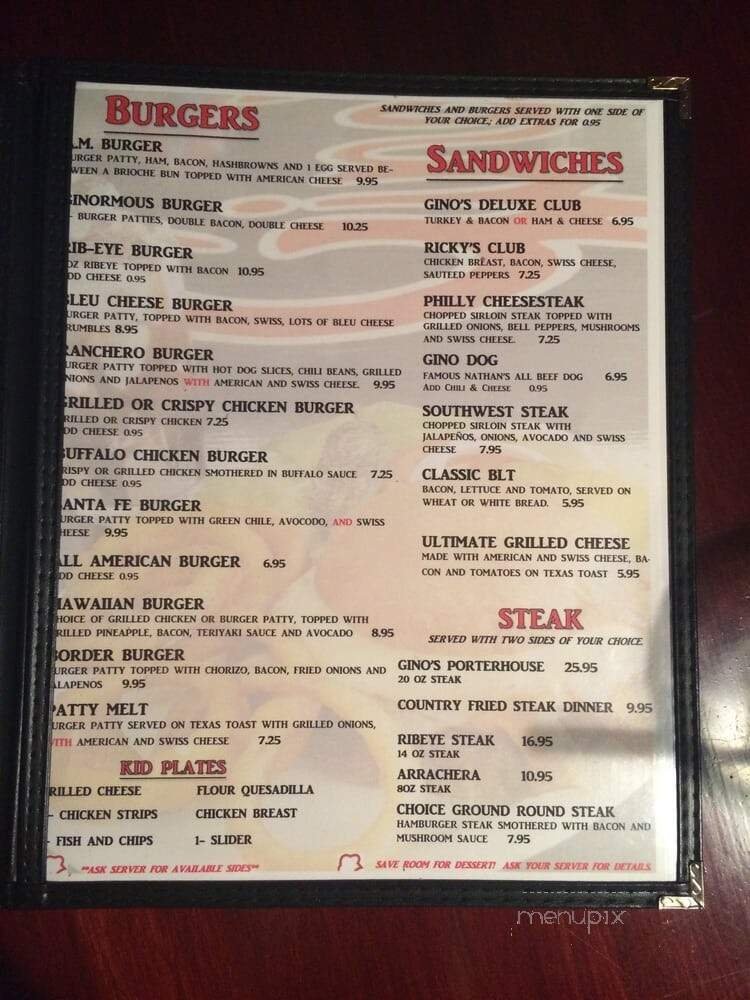 BURGERS
.M. BURGER
URGER PATTY, HAM, BACON, HASHBROWNS AND 1 EGG SERVED BE-
WEEN A BRIOCHE BUN TOPPED WITH AMERICAN CHEESE 9.95
GINORMOUS BURGER
- BURGER PATTIES, DOUBLE BACON, DOUBLE CHEESE 10.25
RIB-EYE BURGER
OZ RIBEYE TOPPED WITH BACON 10.95
DD CHEESE 0.95
BLEU CHEESE BURGER
URGER PATTY, TOPPED WITH BACON, SWISS, LOTS OF BLEU CHEESE
RUMBLES 8.95
RANCHERO BURGER
URGER PATTY TOPPED WITH HOT DOG SLICES, CHILI BEANS, GRILLED
NIONS AND JALAPENOS WITH AMERICAN AND SWISS CHEESE. 9.95
GRILLED OR CRISPY CHICKEN BURGER
RILLED OR CRISPY CHICKEN 7.25
DD CHEESE 0.95
BUFFALO CHICKEN BURGER
RISPY OR GRILLED CHICKEN SMOTHERED IN BUFFALO SAUCE 7.25
DD CHEESE 0.95
SANTA FE BURGER
URGER PATTY TOPPED WITH GREEN CHILE, AVOCODO, AND SWISS
HEESE 9.95
ALL AMERICAN BURGER 6.95
DD CHEESE 0.95
HAWAIIAN BURGER
HOICE OF GRILLED CHICKEN OR BURGER PATTY, TOPPED WITH
RILLED PINEAPPLE, BACON, TERIYAKI SAUCE AND AVOCADO 8.95
BORDER BURGER
URGER PATTY TOPPED WITH CHORIZO, BACON, FRIED ONIONS AND
ALAPENOS 9.95
PATTY MELT
URGER PATTY SERVED ON TEXAS TOAST WITH GRILLED ONIONS,
WITH AMERICAN AND SWISS CHEESE 7.25
KID PLATES
RILLED CHEESE FLOUR QUESADILLA
- CHICKEN STRIPS CHICKEN BREAST
- FISH AND CHIPS 1- SLIDER
**ASK SERVER FOR AVAILABLE SIDES**
SANDWICHES AND BURGERS SERVED WITH ONE SIDE OF
YOUR CHOICE; ADD EXTRAS FOR 0.95
SANDWICHES
GINO'S DELUXE CLUB
TURKEY & BACON OR HAM & CHEESE 6.95
RICKY'S CLUB
CHICKEN BREAST, BACON, SWISS CHEESE,
SAUTEED PEPPERS 7.25
PHILLY CHEESESTEAK
CHOPPED SIRLOIN STEAK TOPPED WITH
GRILLED ONIONS, BELL PEPPERS, MUSHROOMS
AND SWISS CHEESE. 7.25
GINO DOG
FAMOUS NATHAN'S ALL BEEF DOG 6.95
ADD CHILI & CHEESE 0.95
SOUTHWEST STEAK
CHOPPED SIRLOIN STEAK WITH
JALAPEÑOS, ONIONS, AVOCADO AND SWISS
CHEESE 7.95
CLASSIC BLT
BACON, LETTUCE AND TOMATO, SERVED ON
WHEAT OR WHITE BREAD. 5.95
ULTIMATE GRILLED CHEESE
MADE WITH AMERICAN AND SWISS CHEESE, BA-
CON AND TOMATOES ON TEXAS TOAST 5.95
STEAK
SERVED WITH TWO SIDES OF YOUR CHOICE
GINO'S PORTERHOUSE 25.95
20 OZ STEAK
COUNTRY FRIED STEAK DINNER 9.95
RIBEYE STEAK 16.95
14 OZ STEAK
ARRACHERA 10.95
8OZ STEAK
CHOICE GROUND ROUND STEAK
HAMBURGER STEAK SMOTHERED WITH BACON AND
MUSHROOM SAUCE 7.95
SAVE ROOM FOR DESSERT! ASK YOUR SERVER FOR DETAILS.
menupix